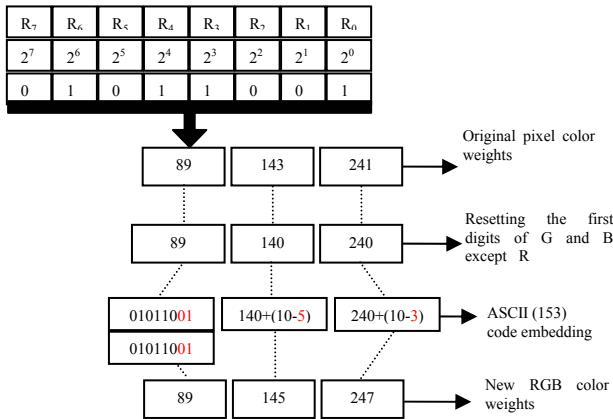 R7 R6 R5 R4 R3 R2 R1 R0
2^7 2^6 2^5 2^4 2^3 2^2 2^1 2^0
0 1 0 1 1 0 0 1
89 143 241
Original pixel color
weights
89 140 240
Resetting the first
digits of G and B
except R
01011001 140+(10-5) 240+(10-3)
01011001
ASCII (153)
code embedding
89 145 247
New RGB color
weights